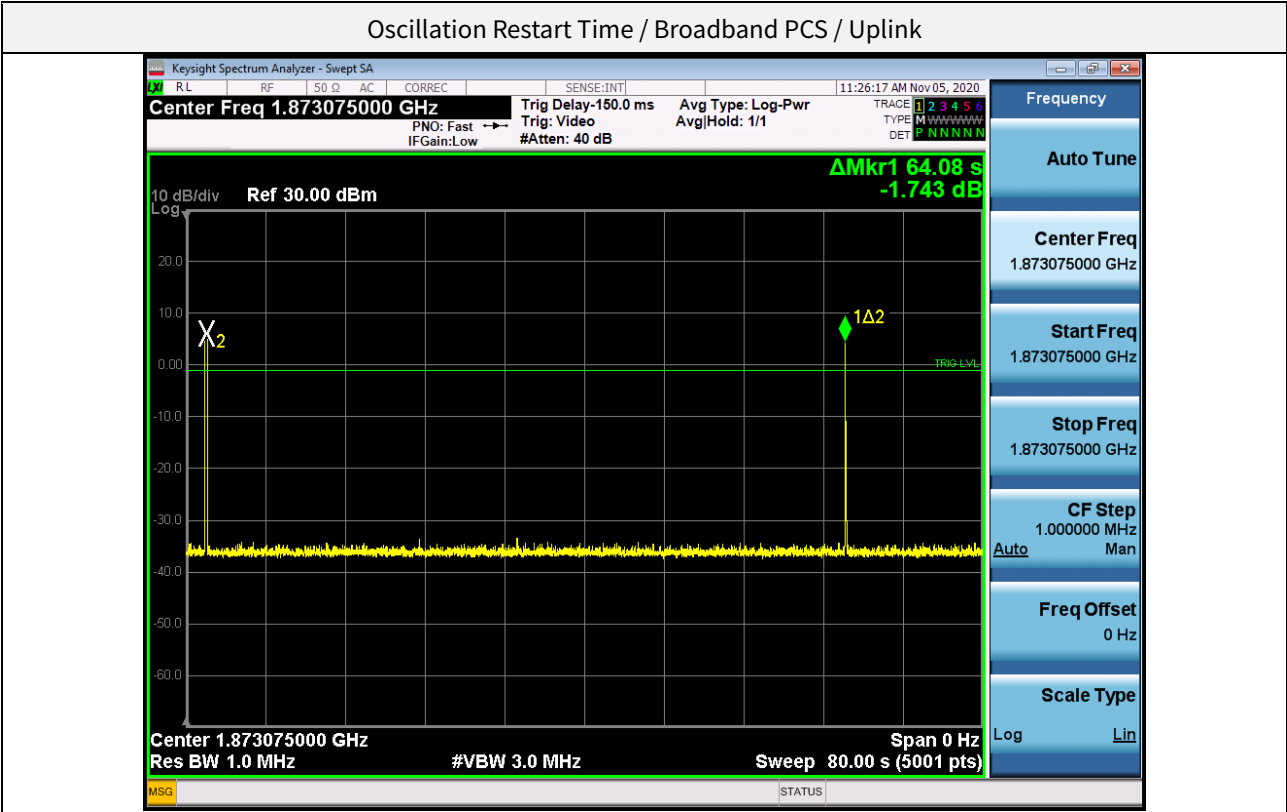 Oscillation Restart Time / Broadband PCS / Uplink
Keysight Spectrum Analyzer - Swept SA
LXI RL RF 50 Ω AC CORREC SENSE:INT 11:26:17 AM Nov 05, 2020
Center Freq 1.873075000 GHz
PNO: Fast
IFGain:Low
Trig Delay-150.0 ms
Trig: Video
#Atten: 40 dB
Avg Type: Log-Pwr
Avg|Hold: 1/1
TRACE 1 2 3 4 5 6
TYPE M WWWWW
DET P N N N N N
ΔMkr1 64.08 s
-1.743 dB
10 dB/div Ref 30.00 dBm
Log
20.0
10.0
0.00
-10.0
-20.0
-30.0
-40.0
-50.0
-60.0
X2
1Δ2
TRIG LVL
Center 1.873075000 GHz Span 0 Hz
Res BW 1.0 MHz #VBW 3.0 MHz Sweep 80.00 s (5001 pts)
MSG STATUS
Frequency
Auto Tune
Center Freq
1.873075000 GHz
Start Freq
1.873075000 GHz
Stop Freq
1.873075000 GHz
CF Step
1.000000 MHz
Auto Man
Freq Offset
0 Hz
Scale Type
Log Lin